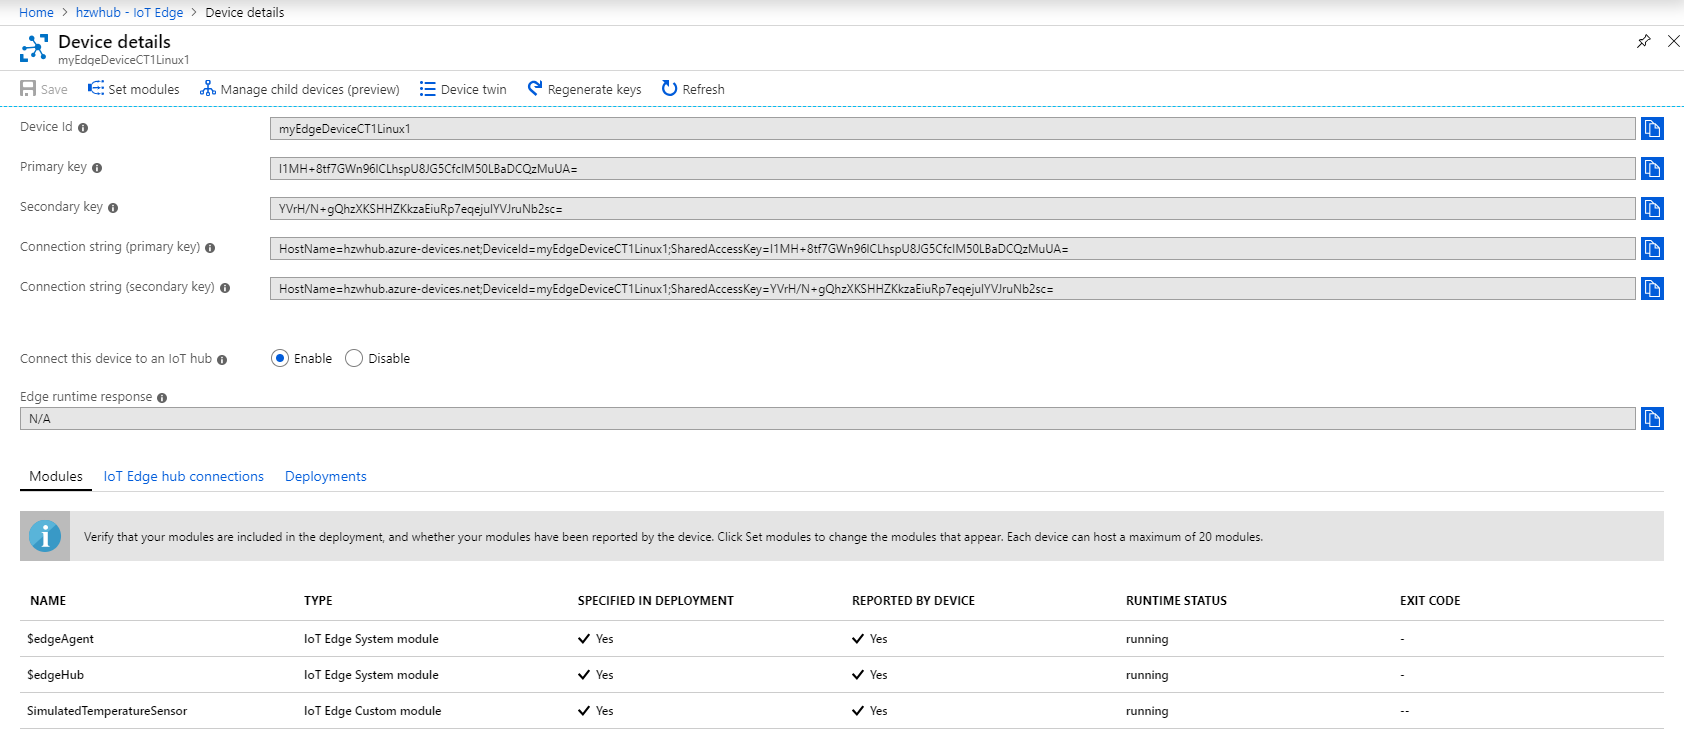 Home > hzwhub - IoT Edge > Device details
Device details
myEdgeDeviceCT1Linux1
Save Set modules Manage child devices (preview) Device twin Regenerate keys Refresh
Device Id myEdgeDeviceCT1Linux1
Primary key I1MH+8tf7GWn96lCLhspU8JG5CfcIM50LBaDCQzMuUA=
Secondary key YVrH/N+gQhzXKSHHZKkzaEiuRp7eqejulYVJruNb2sc=
Connection string (primary key) HostName=hzwhub.azure-devices.net;DeviceId=myEdgeDeviceCT1Linux1;SharedAccessKey=I1MH+8tf7GWn96lCLhspU8JG5CfcIM50LBaDCQzMuUA=
Connection string (secondary key) HostName=hzwhub.azure-devices.net;DeviceId=myEdgeDeviceCT1Linux1;SharedAccessKey=YVrH/N+gQhzXKSHHZKkzaEiuRp7eqejulYVJruNb2sc=
Connect this device to an IoT hub Enable Disable
Edge runtime response
N/A
Modules IoT Edge hub connections Deployments
Verify that your modules are included in the deployment, and whether your modules have been reported by the device. Click Set modules to change the modules that appear. Each device can host a maximum of 20 modules.
NAME TYPE SPECIFIED IN DEPLOYMENT REPORTED BY DEVICE RUNTIME STATUS EXIT CODE
$edgeAgent IoT Edge System module Yes Yes running -
$edgeHub IoT Edge System module Yes Yes running -
SimulatedTemperatureSensor IoT Edge Custom module Yes Yes running --